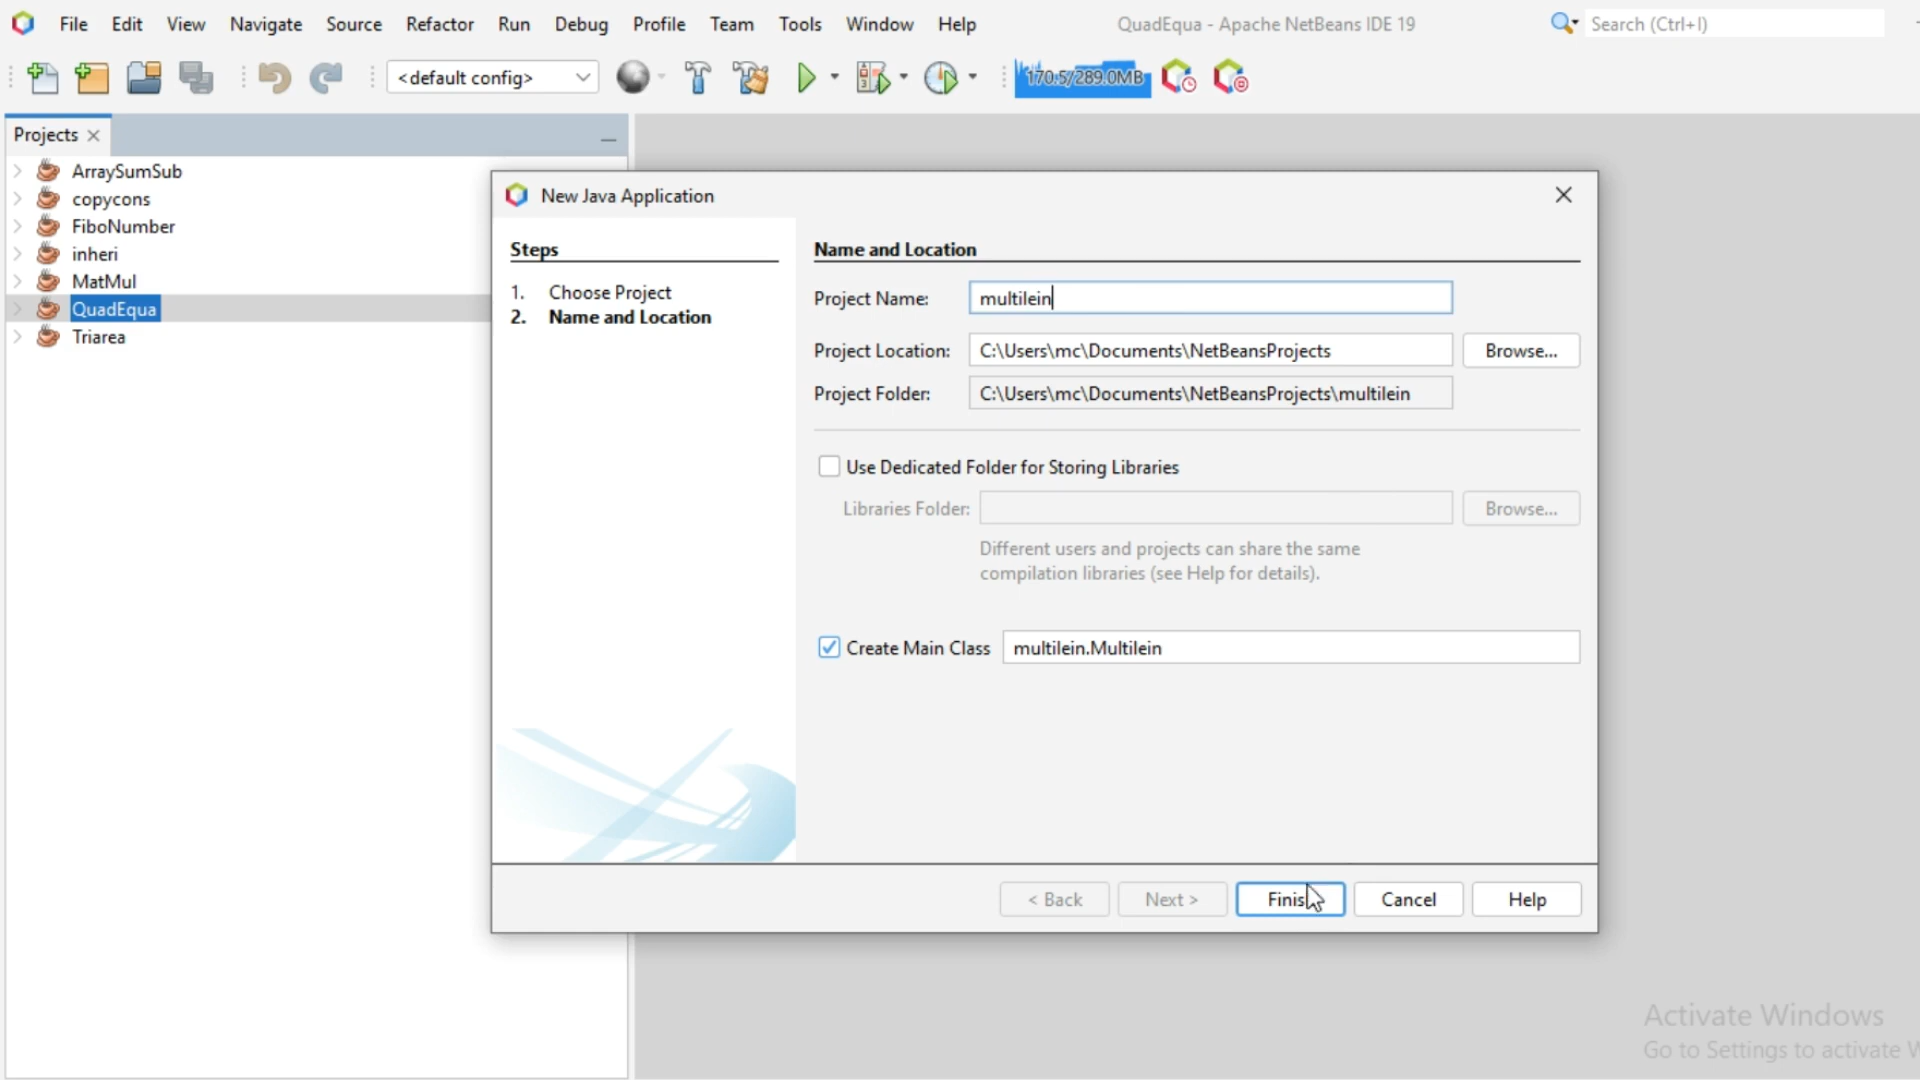 File Edit View Navigate Source Refactor Run Debug Profile Team Tools Window Help
QuadEqua - Apache NetBeans IDE 19
Search (Ctrl+I)
<default config>
170.5/289.0MB
Projects
ArraySumSub
copycons
FiboNumber
inheri
MatMul
QuadEqua
Triarea
New Java Application
Steps
1. Choose Project
2. Name and Location
Name and Location
Project Name: multilein
Project Location: C:\Users\mc\Documents\NetBeansProjects Browse...
Project Folder: C:\Users\mc\Documents\NetBeansProjects\multilein
Use Dedicated Folder for Storing Libraries
Libraries Folder: Browse...
Different users and projects can share the same
compilation libraries (see Help for details).
Create Main Class multilein.Multilein
< Back Next > Finis Cancel Help
Activate Windows
Go to Settings to activate